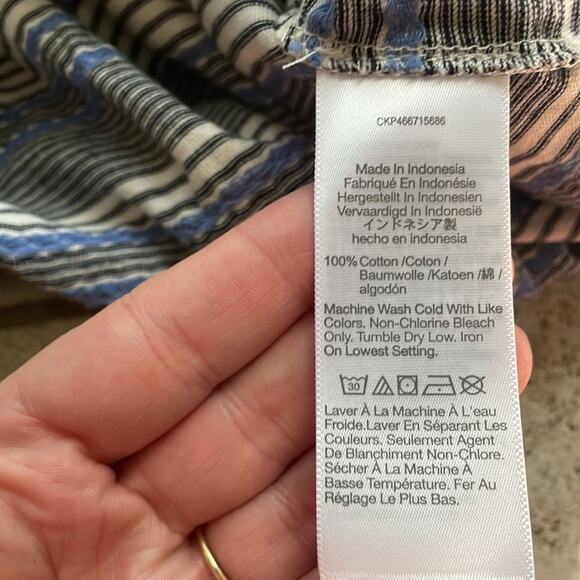 CKP466715686
Made In Indonesia
Fabriqué En Indonésie
Hergestellt In Indonesien
Vervaardigd In Indonesië
インドネシア製
hecho en indonesia
100% Cotton /Coton /
Baumwolle /Katoen /綿 /
algodón
Machine Wash Cold With Like
Colors. Non-Chlorine Bleach
Only. Tumble Dry Low. Iron
On Lowest Setting.
30
Laver À La Machine À L'eau
Froide.Laver En Séparant Les
Couleurs. Seulement Agent
De Blanchiment Non-Chlore.
Sécher À La Machine À
Basse Température. Fer Au
Réglage Le Plus Bas.